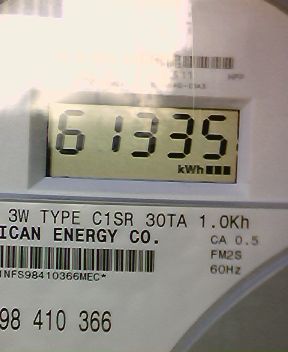 61335
kWh
3W TYPE C1SR 30TA 1.0Kh
ICAN ENERGY CO.
CA 0.5
FM2S
60Hz
INFS98410366MEC*
98 410 366